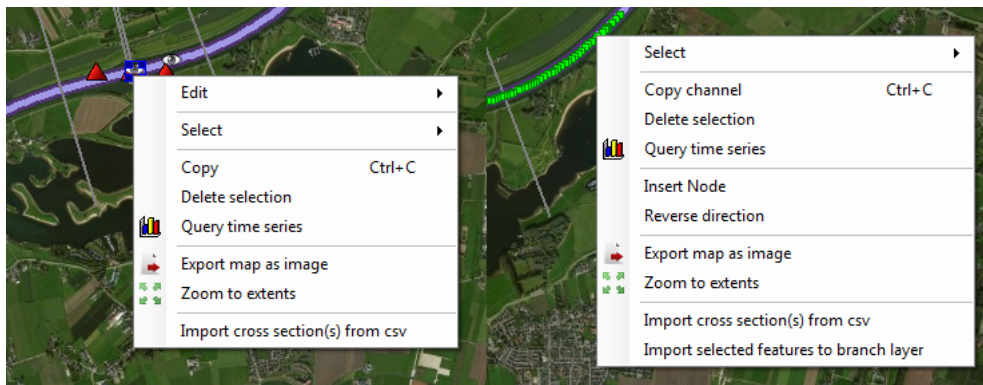 Edit
Select
Copy Ctrl+C
Delete selection
Query time series
Export map as image
Zoom to extents
Import cross section(s) from csv
Select
Copy channel Ctrl+C
Delete selection
Query time series
Insert Node
Reverse direction
Export map as image
Zoom to extents
Import cross section(s) from csv
Import selected features to branch layer